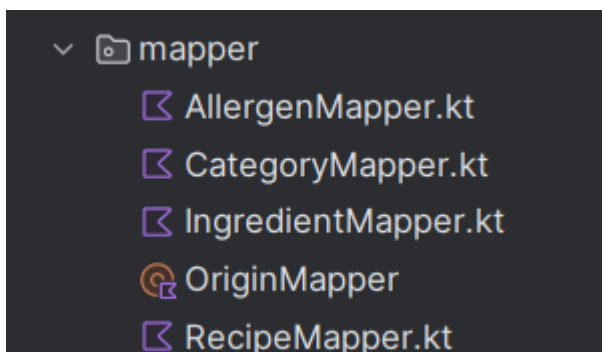 mapper
AllergenMapper.kt
CategoryMapper.kt
IngredientMapper.kt
OriginMapper
RecipeMapper.kt